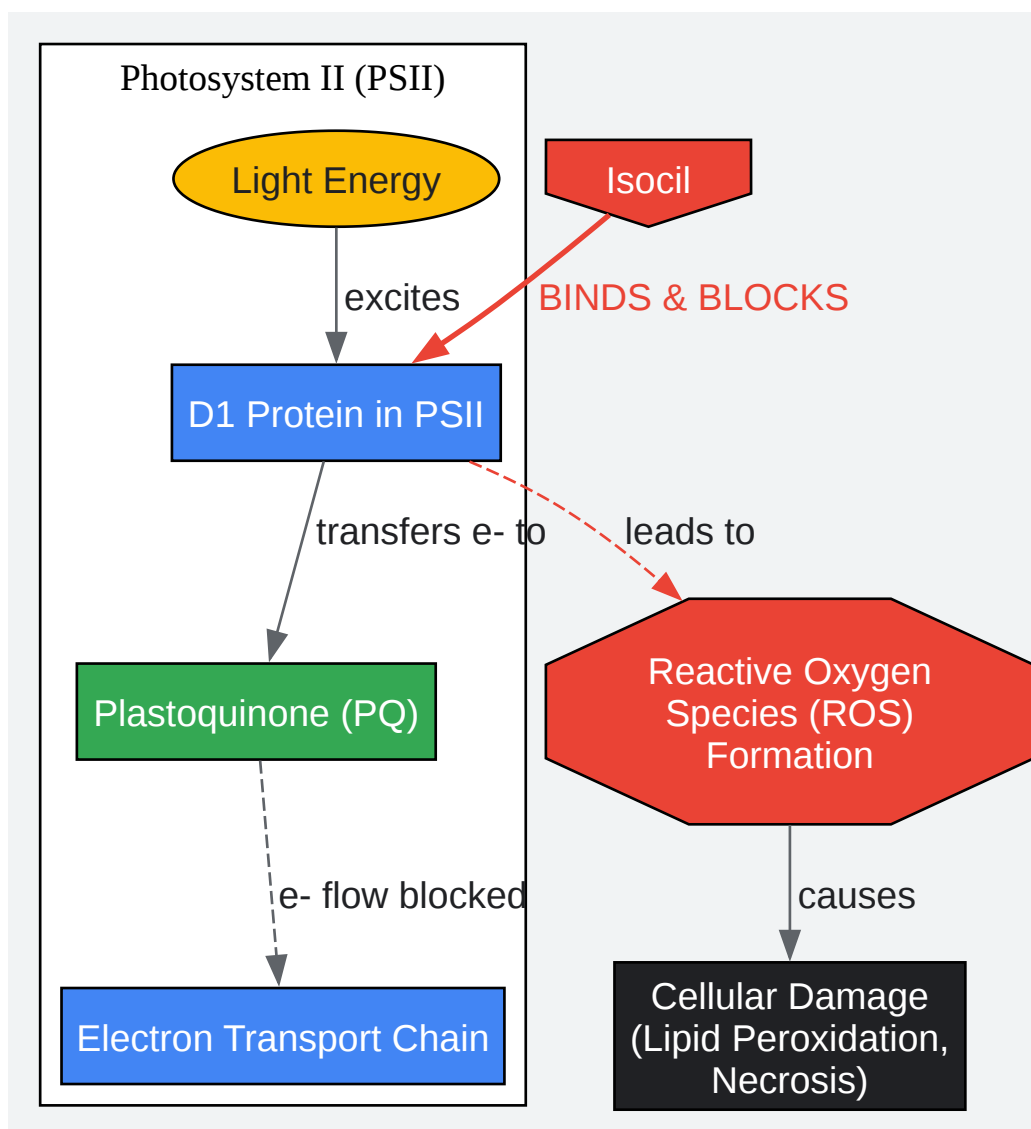 Photosystem II (PSII)
Light Energy
Isocil
excites
BINDS & BLOCKS
D1 Protein in PSII
transfers e- to
leads to
Plastoquinone (PQ)
Reactive Oxygen
Species (ROS)
Formation
e- flow blocked
causes
Electron Transport Chain
Cellular Damage
(Lipid Peroxidation,
Necrosis)